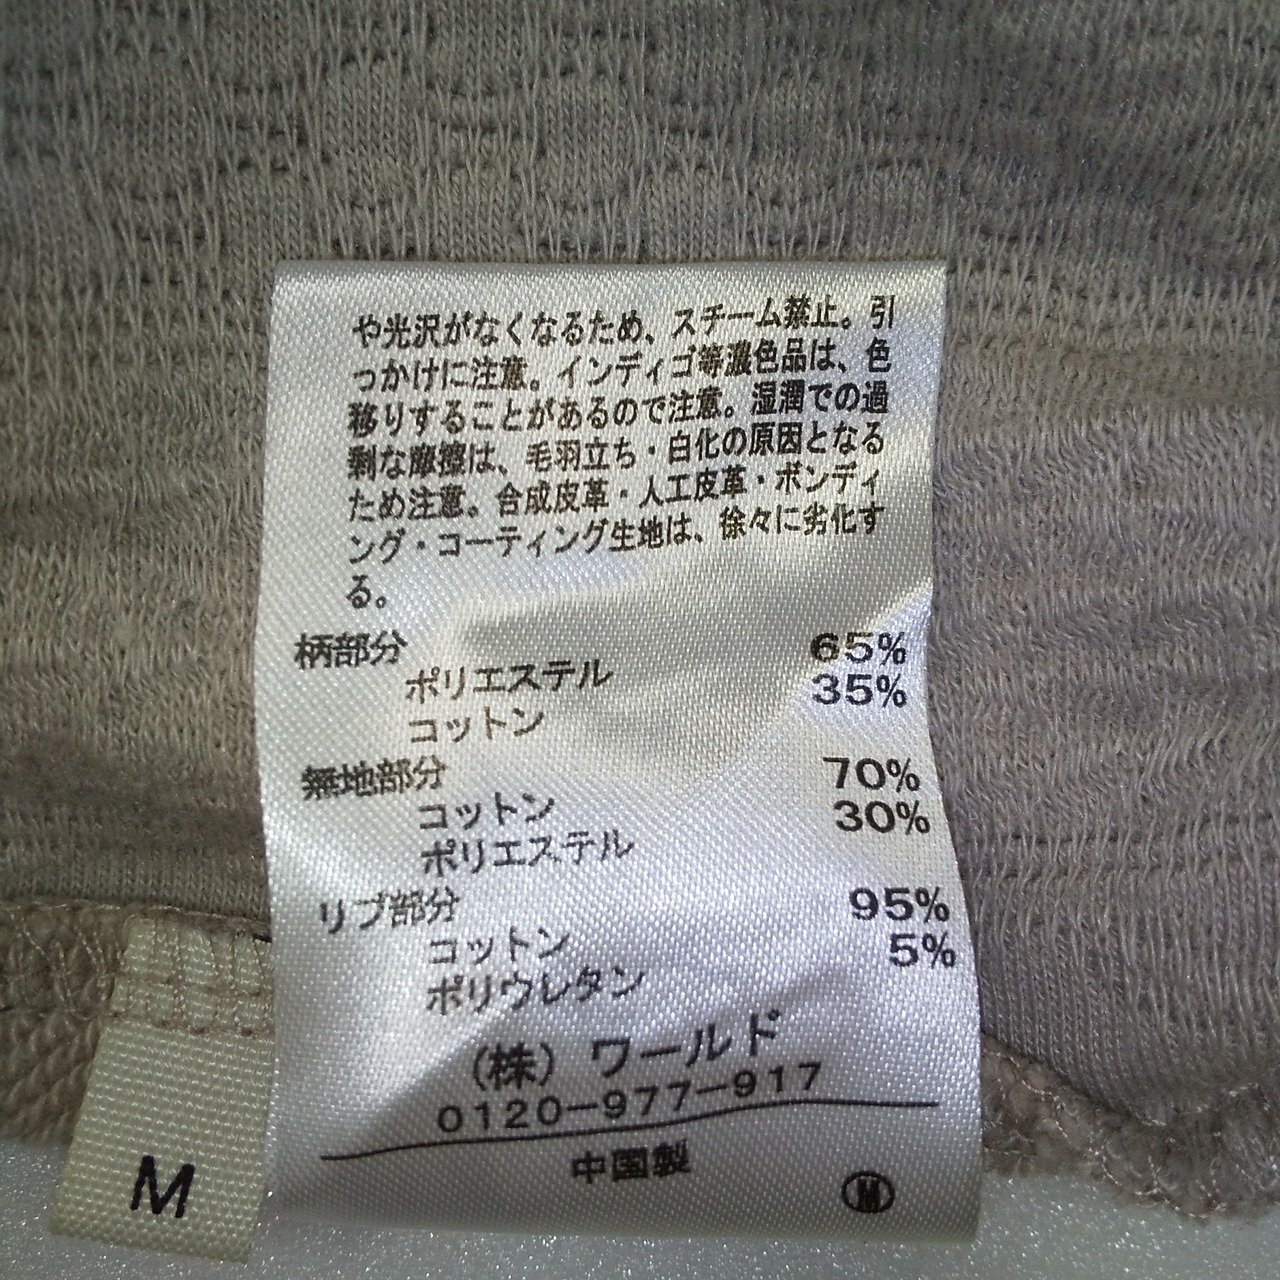 や光沢がなくなるため、スチーム禁止。引
っかけに注意。インディゴ等濃色品は、色
移りすることがあるので注意。湿潤での過
剰な摩擦は、毛羽立ち・白化の原因となる
ため注意。合成皮革・人工皮革・ボンディ
ング・コーティング生地は、徐々に劣化す
る。
柄部分
ポリエステル 65%
コットン 35%
無地部分
コットン 70%
ポリエステル 30%
リブ部分
コットン 95%
ポリウレタン 5%
(株)ワールド
0120-977-917
中国製
M
M